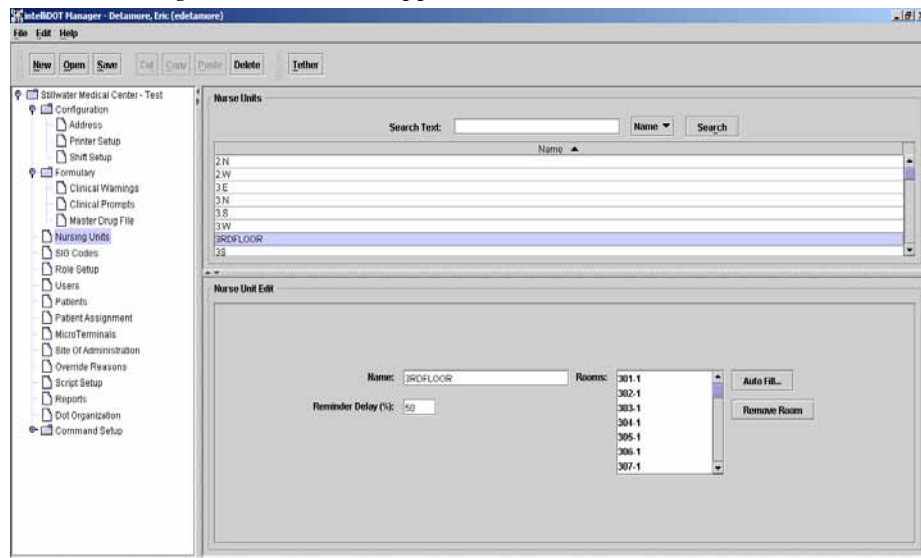 intelliDOT Manager - Detamore, Eric (edetamore)
File Edit Help
New Open Save Cut Copy Paste Delete Tether
Stillwater Medical Center - Test
Configuration
Address
Printer Setup
Shift Setup
Formulary
Clinical Warnings
Clinical Prompts
Master Drug File
Nursing Units
SIG Codes
Role Setup
Users
Patients
Patient Assignment
MicroTerminals
Site Of Administration
Override Reasons
Script Setup
Reports
Dot Organization
Command Setup
Nurse Units
Search Text: Name Search
Name
2.N
2.W
3.E
3.N
3.S
3.W
3RDFLOOR
3S
Nurse Unit Edit
Name: 3RDFLOOR
Reminder Delay (%): 50
Rooms: 301-1
302-1
303-1
304-1
305-1
306-1
307-1
Auto Fill...
Remove Room